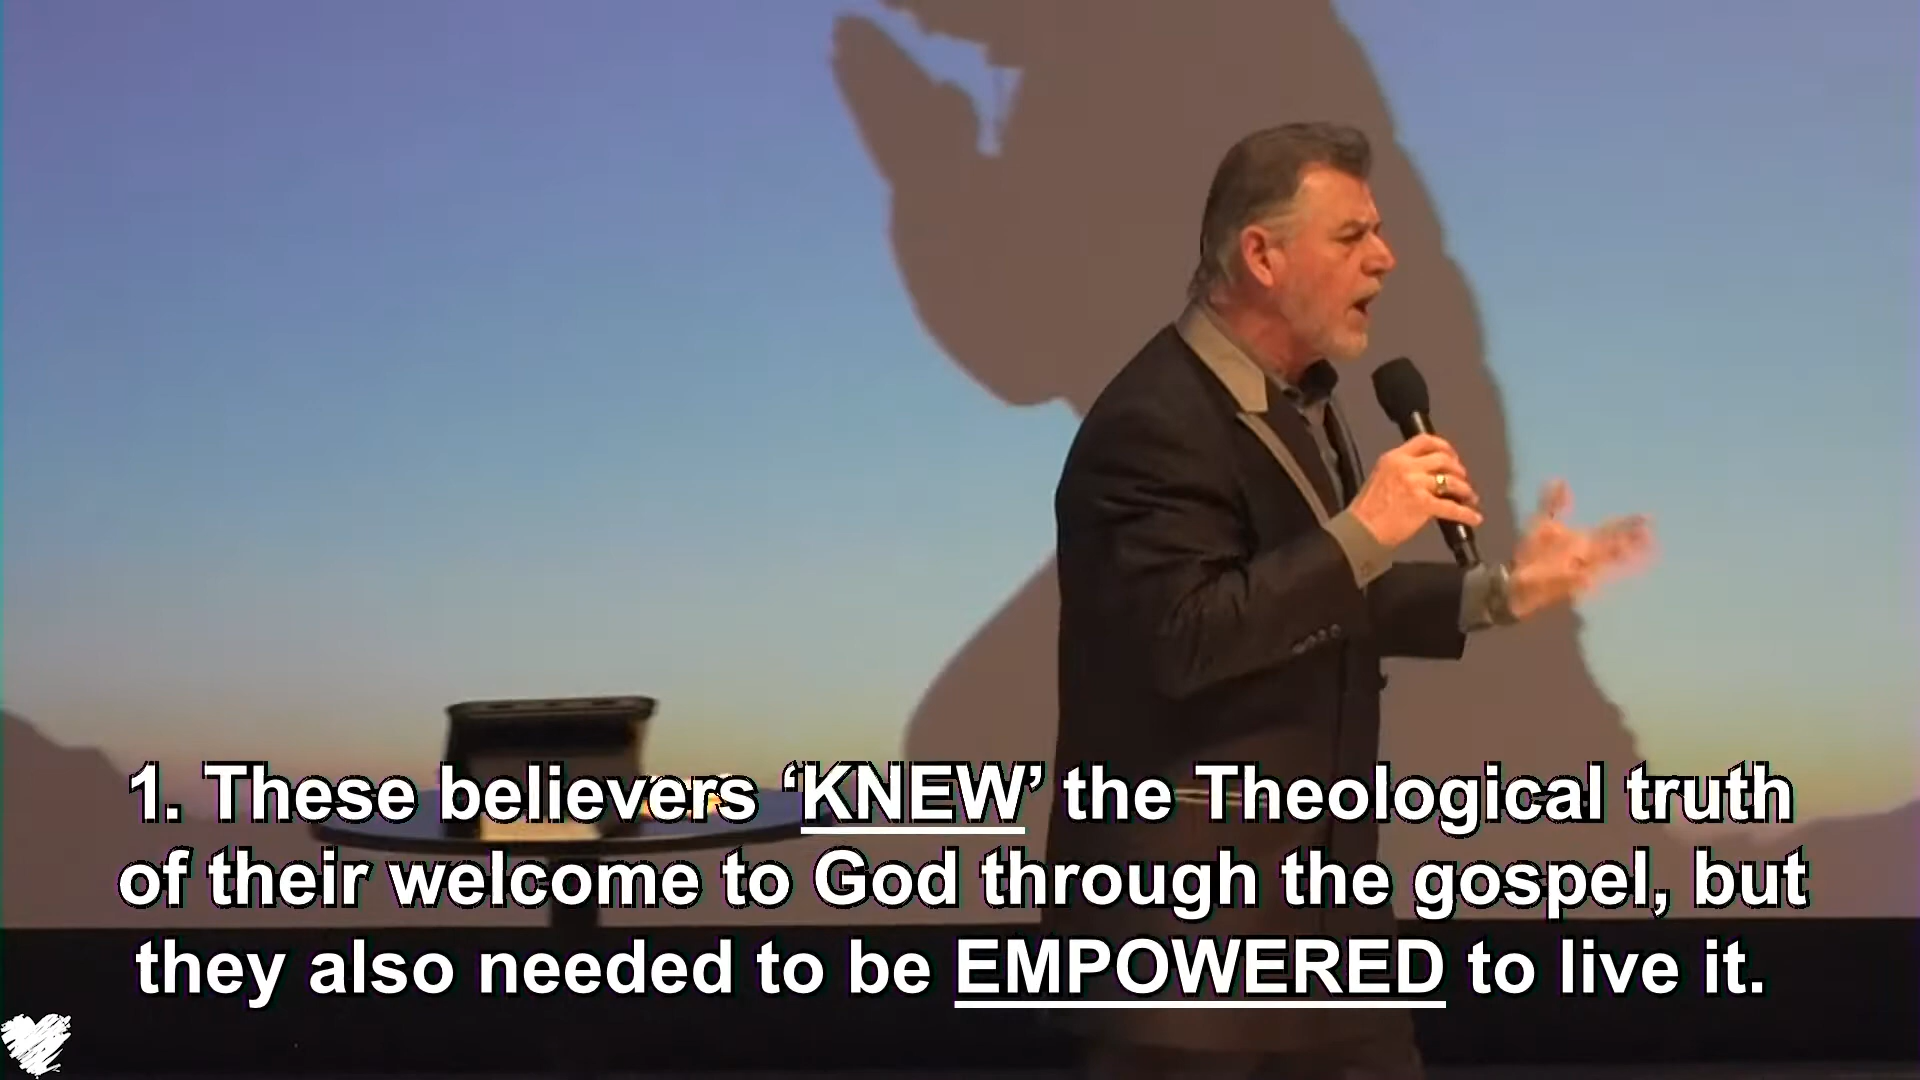 1. These believers ‘KNEW’ the Theological truth
of their welcome to God through the gospel, but
they also needed to be EMPOWERED to live it.